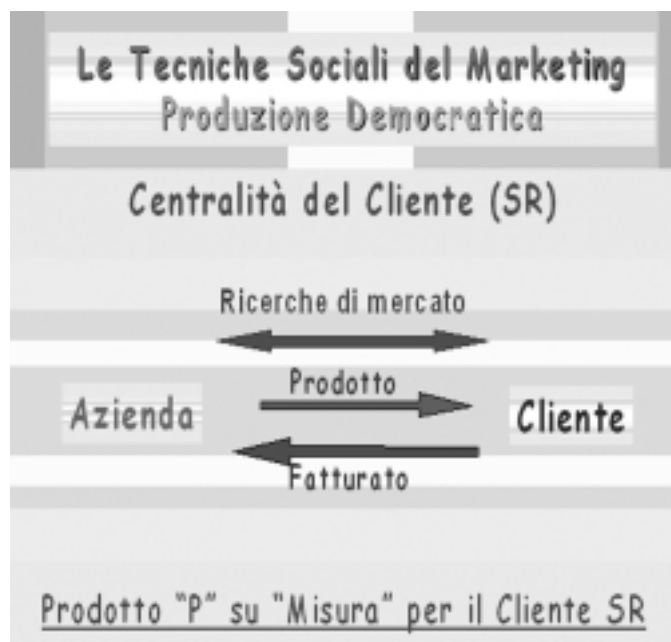 Le Tecniche Sociali del Marketing
Produzione Democratica
Centralità del Cliente (SR)
Ricerche di mercato
Prodotto
Azienda
Cliente
Fatturato
Prodotto "P" su "Misura" per il Cliente SR